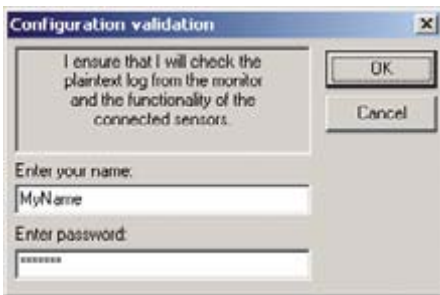 Configuration validation
I ensure that I will check the
plaintext log from the monitor
and the functionality of the
connected sensors.
OK
Cancel
Enter your name:
MyName
Enter password:
*******